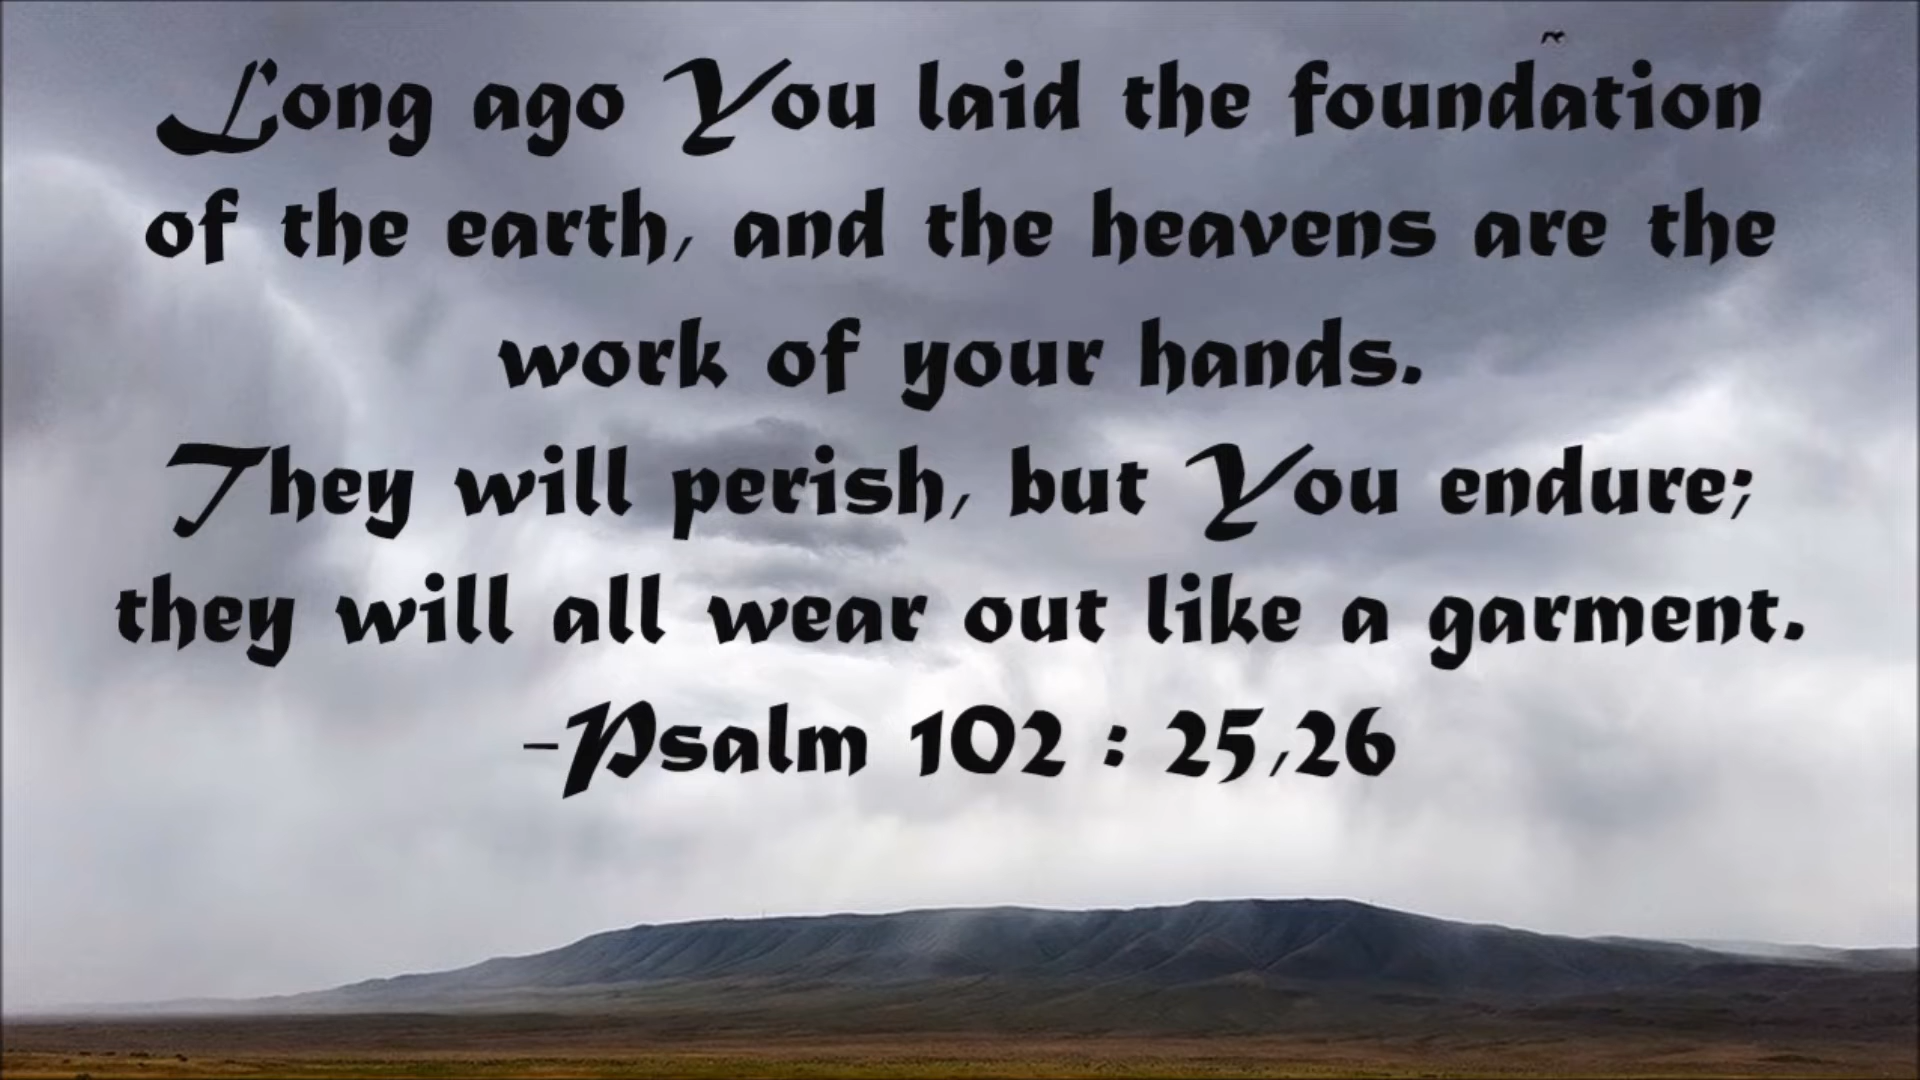 Long ago You laid the foundation
of the earth, and the heavens are the
work of your hands.
They will perish, but You endure;
they will all wear out like a garment.
-Psalm 102 : 25,26